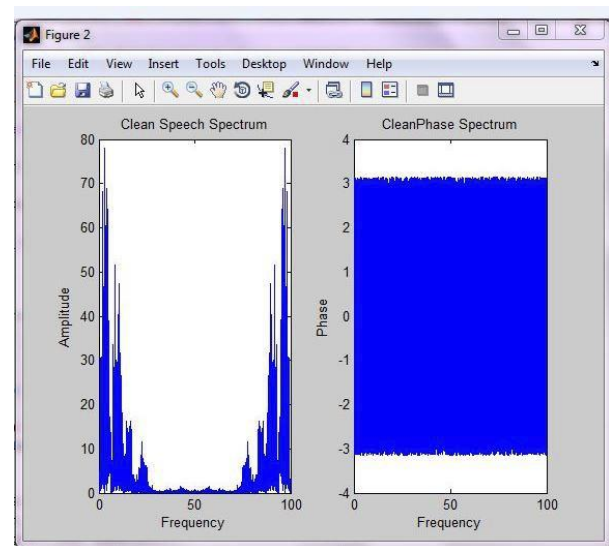 Figure 2
File Edit View Insert Tools Desktop Window Help
Clean Speech Spectrum
80
70
60
50
40
30
20
10
0
Amplitude
0 50 100
Frequency
CleanPhase Spectrum
4
3
2
1
0
-1
-2
-3
-4
Phase
0 50 100
Frequency